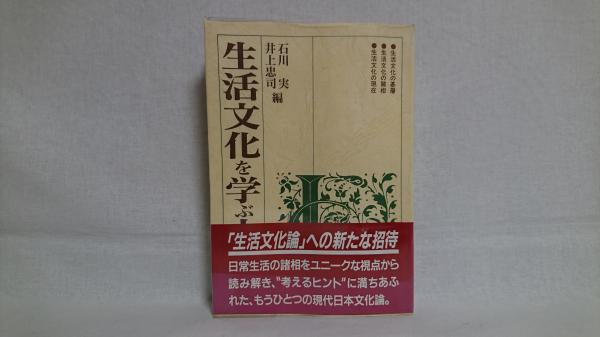 ●生活文化の基層
●生活文化の諸相
●生活文化の現在
石川 実
井上忠司 編
生活文化を学ぶ
「生活文化論」への新たな招待
日常生活の諸相をユニークな視点から
読み解き、“考えるヒント”に満ちあふ
れた、もうひとつの現代日本文化論。